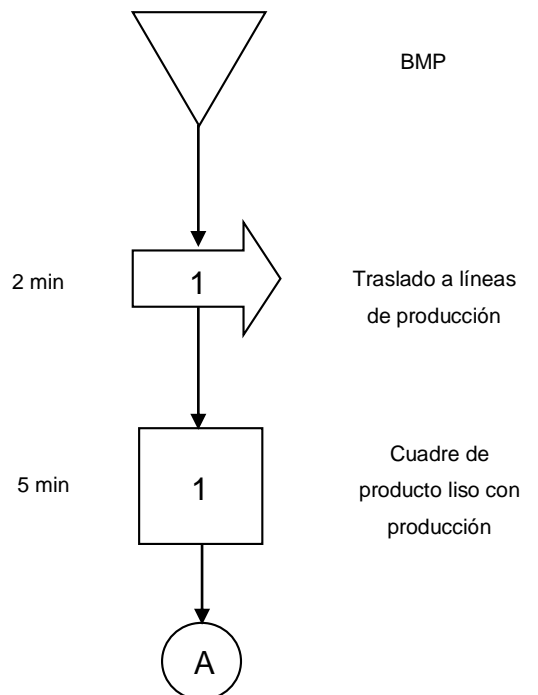 BMP
2 min
1
Traslado a líneas
de producción
5 min
1
Cuadre de
producto liso con
producción
A